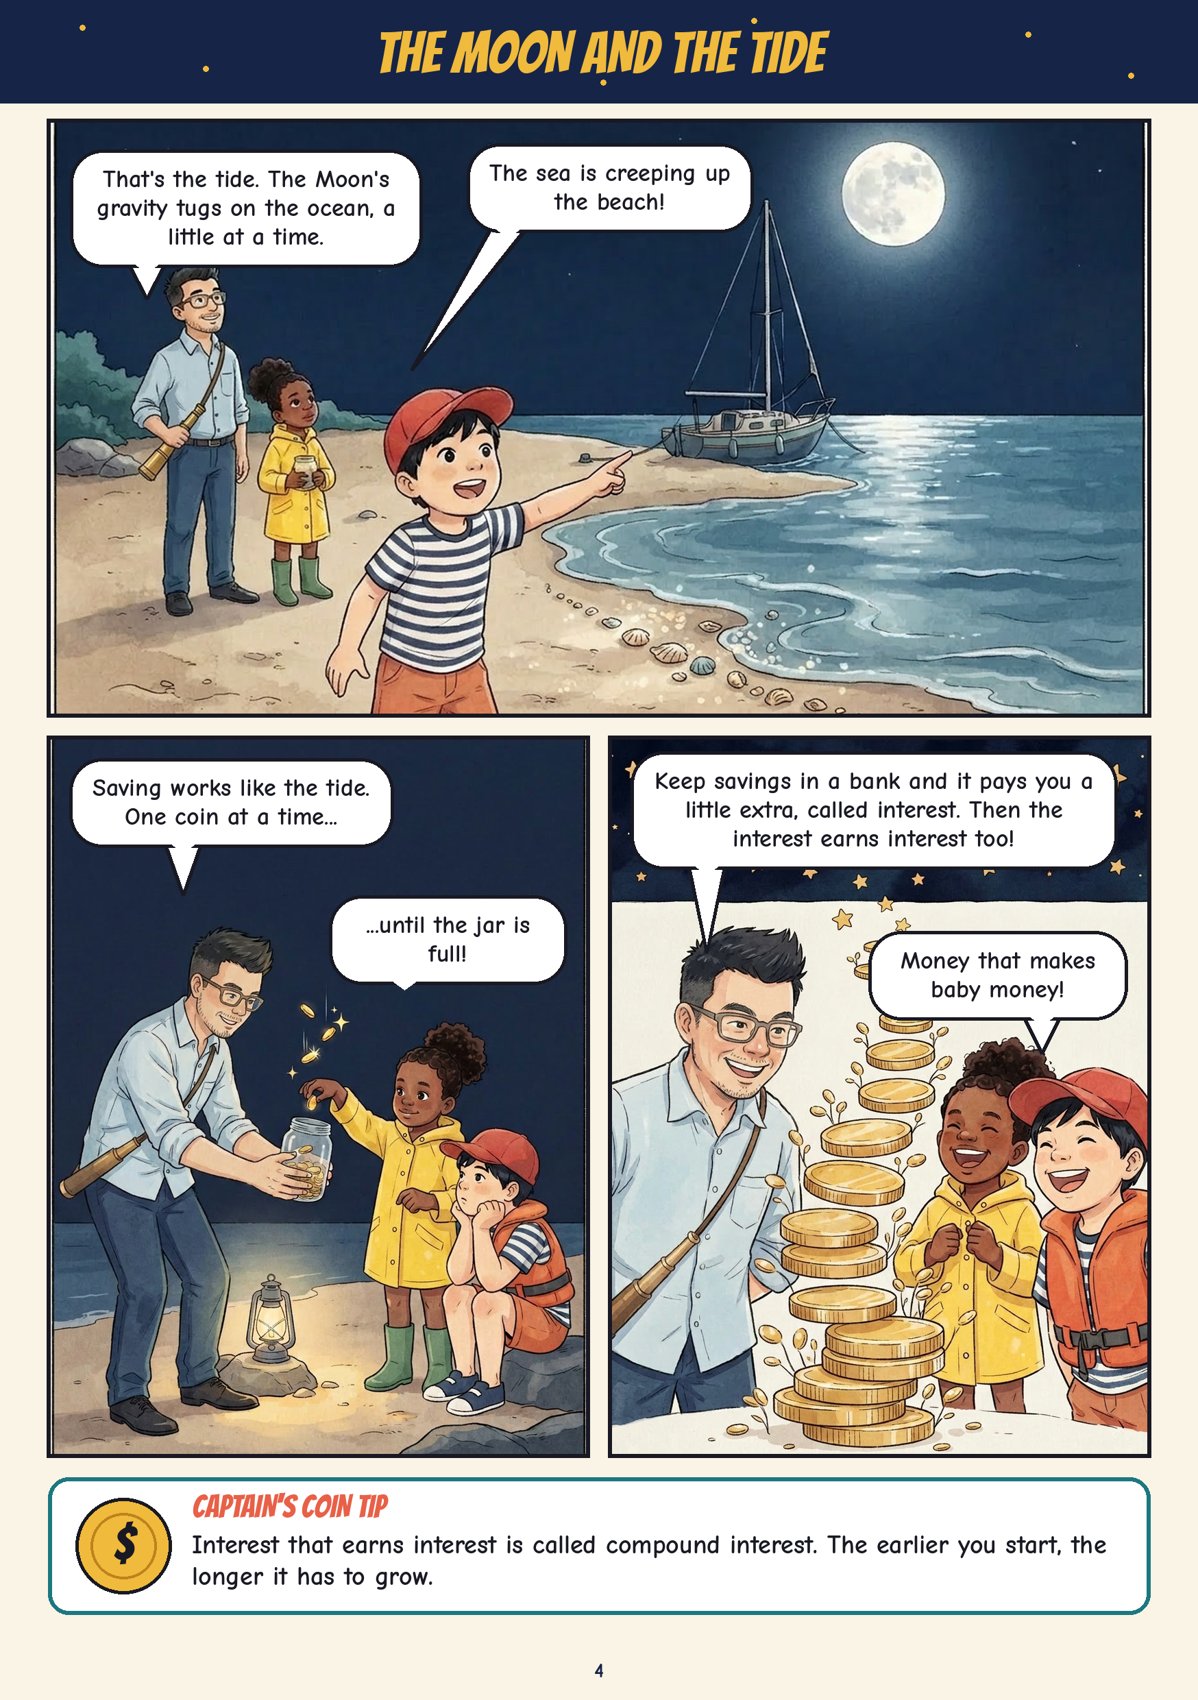 THE MOON AND THE TIDE
That's the tide. The Moon's
gravity tugs on the ocean, a
little at a time.
The sea is creeping up
the beach!
Saving works like the tide.
One coin at a time...
...until the jar is
full!
Keep savings in a bank and it pays you a
little extra, called interest. Then the
interest earns interest too!
Money that makes
baby money!
$
CAPTAIN'S COIN TIP
Interest that earns interest is called compound interest. The earlier you start, the
longer it has to grow.
4